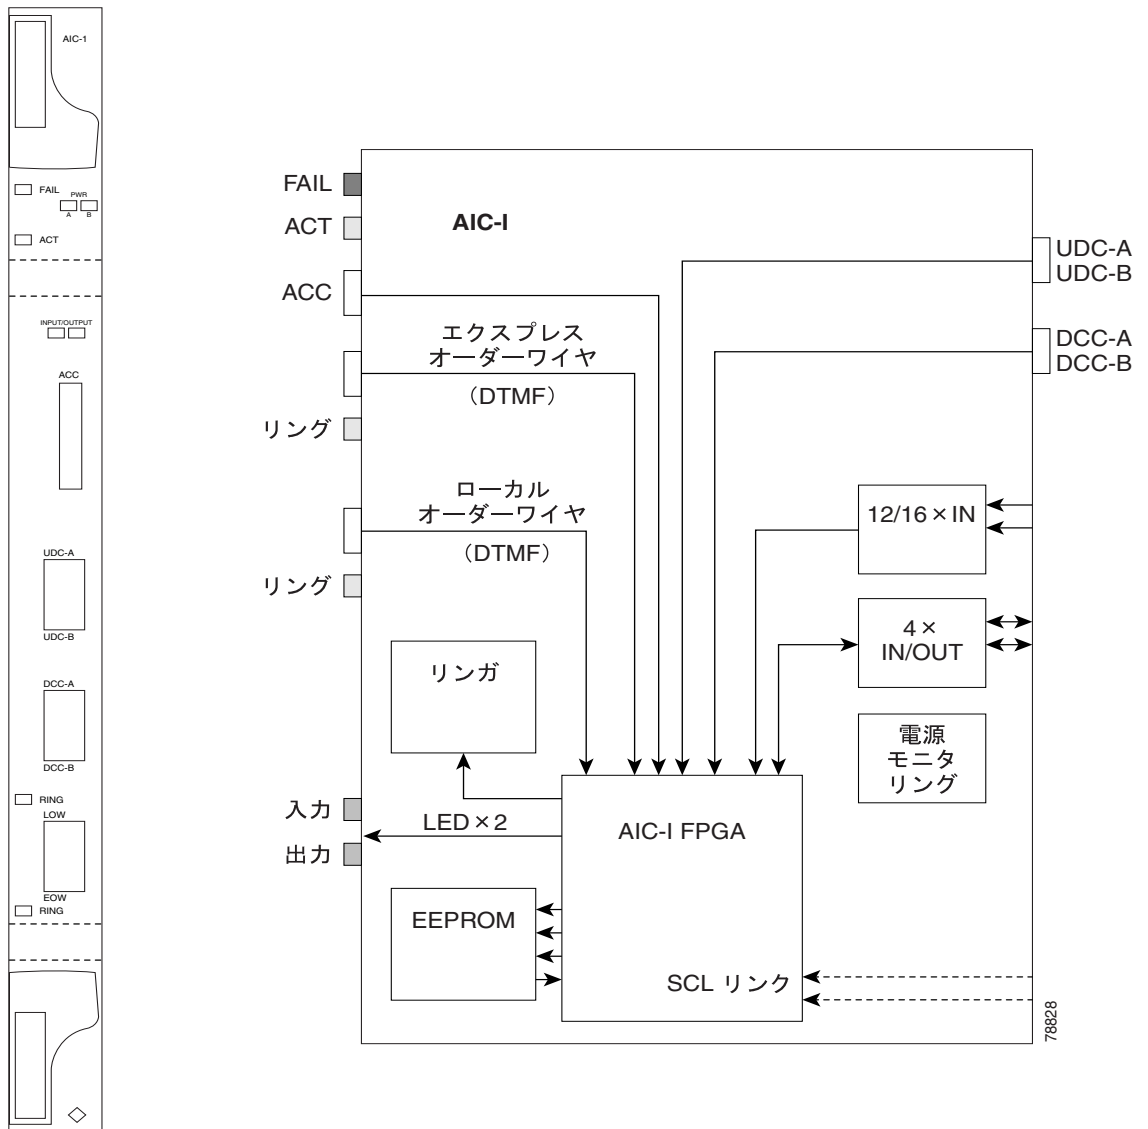 AIC-1
FAIL
PWR
A B
ACT
INPUT/OUTPUT
ACC
UDC-A
UDC-B
DCC-A
DCC-B
RING
LOW
EOW
RING
FAIL
ACT
AIC-I
ACC
UDC-A
UDC-B
エクスプレス
オーダーワイヤ
(DTMF)
DCC-A
DCC-B
リング
ローカル
オーダーワイヤ
(DTMF)
リング
12/16×IN
4×
IN/OUT
リンガ
電源
モニタ
リング
入力
LED×2
出力
AIC-I FPGA
EEPROM
SCL リンク
78828